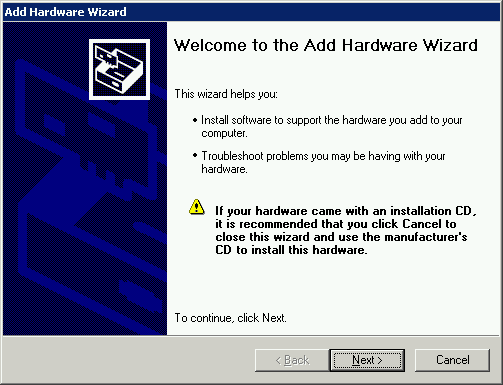 Add Hardware Wizard
Welcome to the Add Hardware Wizard
This wizard helps you:
• Install software to support the hardware you add to your
computer.
• Troubleshoot problems you may be having with your
hardware.
If your hardware came with an installation CD,
it is recommended that you click Cancel to
close this wizard and use the manufacturer's
CD to install this hardware.
To continue, click Next.
< Back Next > Cancel